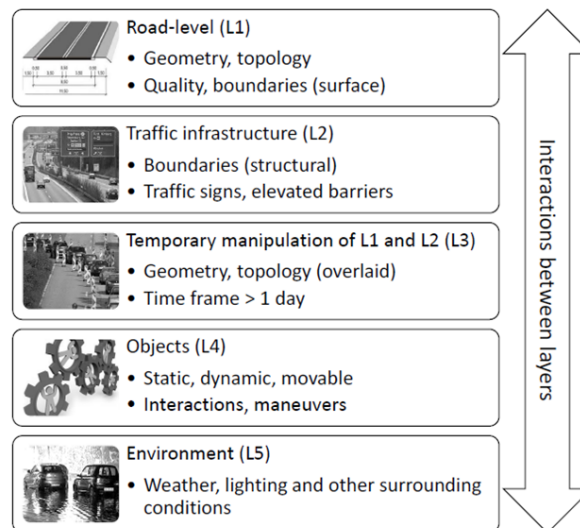 Road-level (L1)
• Geometry, topology
• Quality, boundaries (surface)
Traffic infrastructure (L2)
• Boundaries (structural)
• Traffic signs, elevated barriers
Temporary manipulation of L1 and L2 (L3)
• Geometry, topology (overlaid)
• Time frame > 1 day
Objects (L4)
• Static, dynamic, movable
• Interactions, maneuvers
Environment (L5)
• Weather, lighting and other surrounding
conditions
Interactions between layers